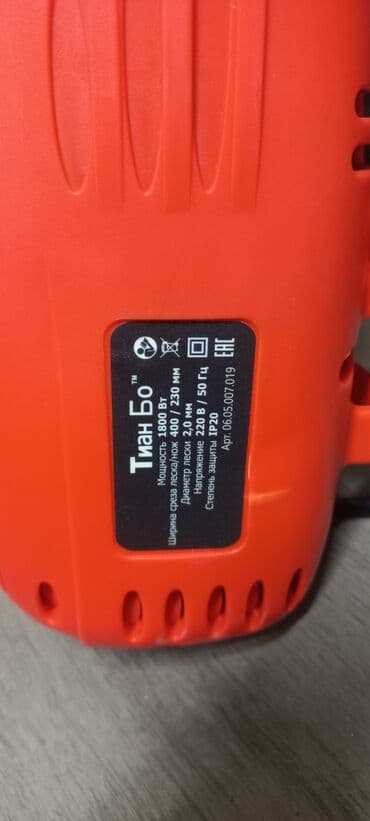 Тиан Бо™
Мощность 1800 Вт
Ширина среза леска/нож 400 / 230 мм
Диаметр лески 2,0 мм
Напряжение 220 В / 50 Гц
Степень защиты IP20
Арт. 06.05.007.019
EAC